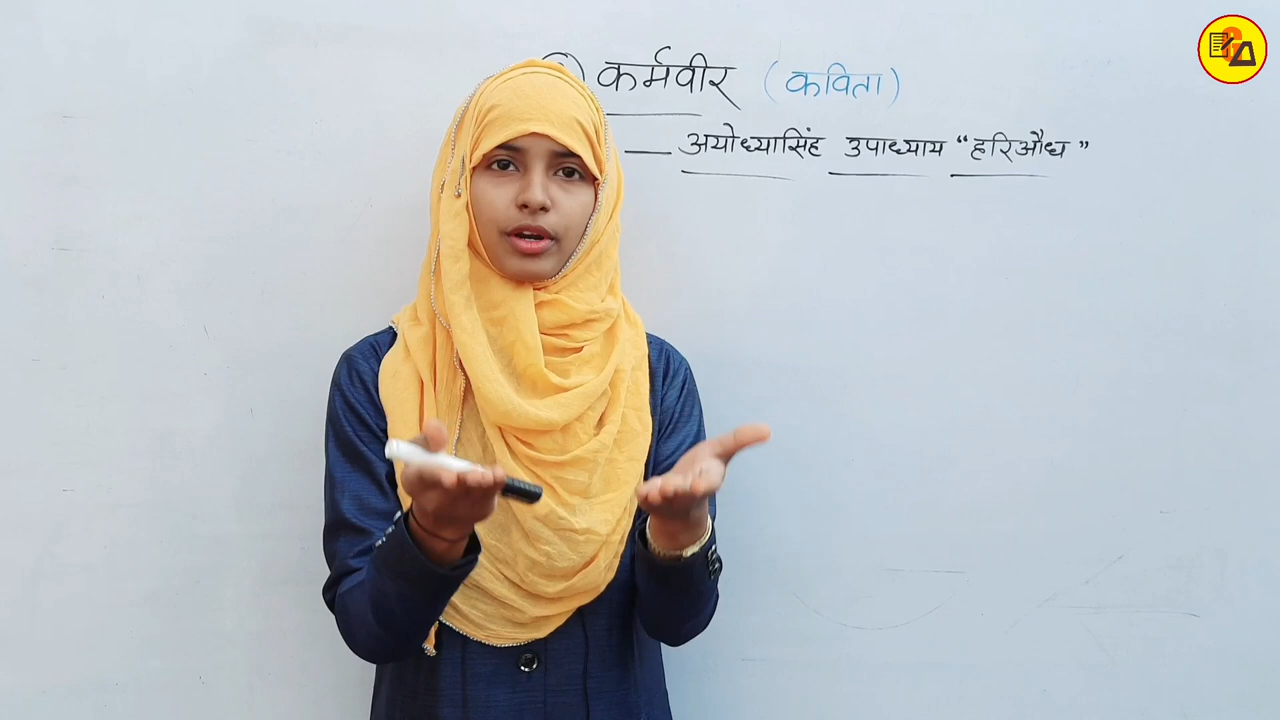 कर्मवीर (कविता)
— अयोध्यासिंह उपाध्याय “हरिऔध”